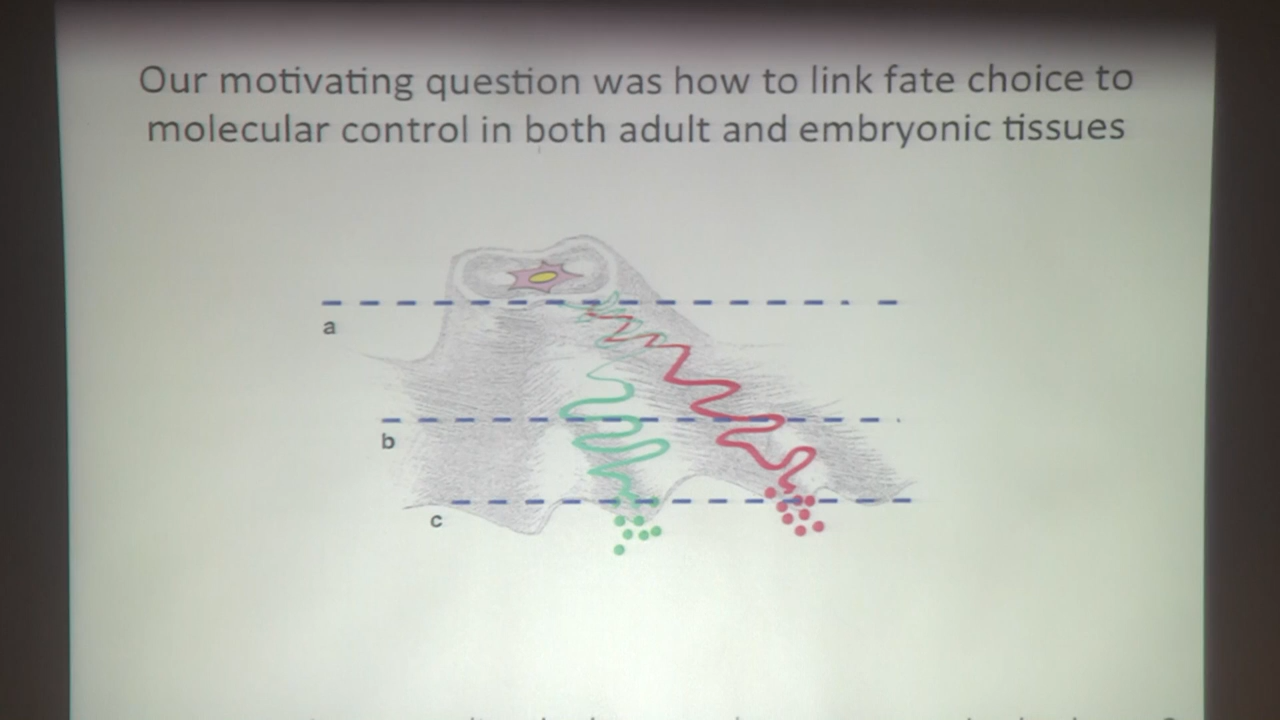 Our motivating question was how to link fate choice to
molecular control in both adult and embryonic tissues
a
b
c